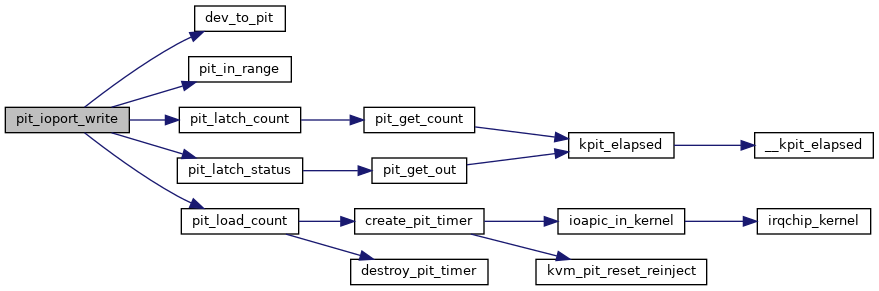 dev_to_pit
pit_in_range
pit_ioport_write
pit_latch_count
pit_get_count
kpit_elapsed
__kpit_elapsed
pit_latch_status
pit_get_out
pit_load_count
create_pit_timer
ioapic_in_kernel
irqchip_kernel
destroy_pit_timer
kvm_pit_reset_reinject